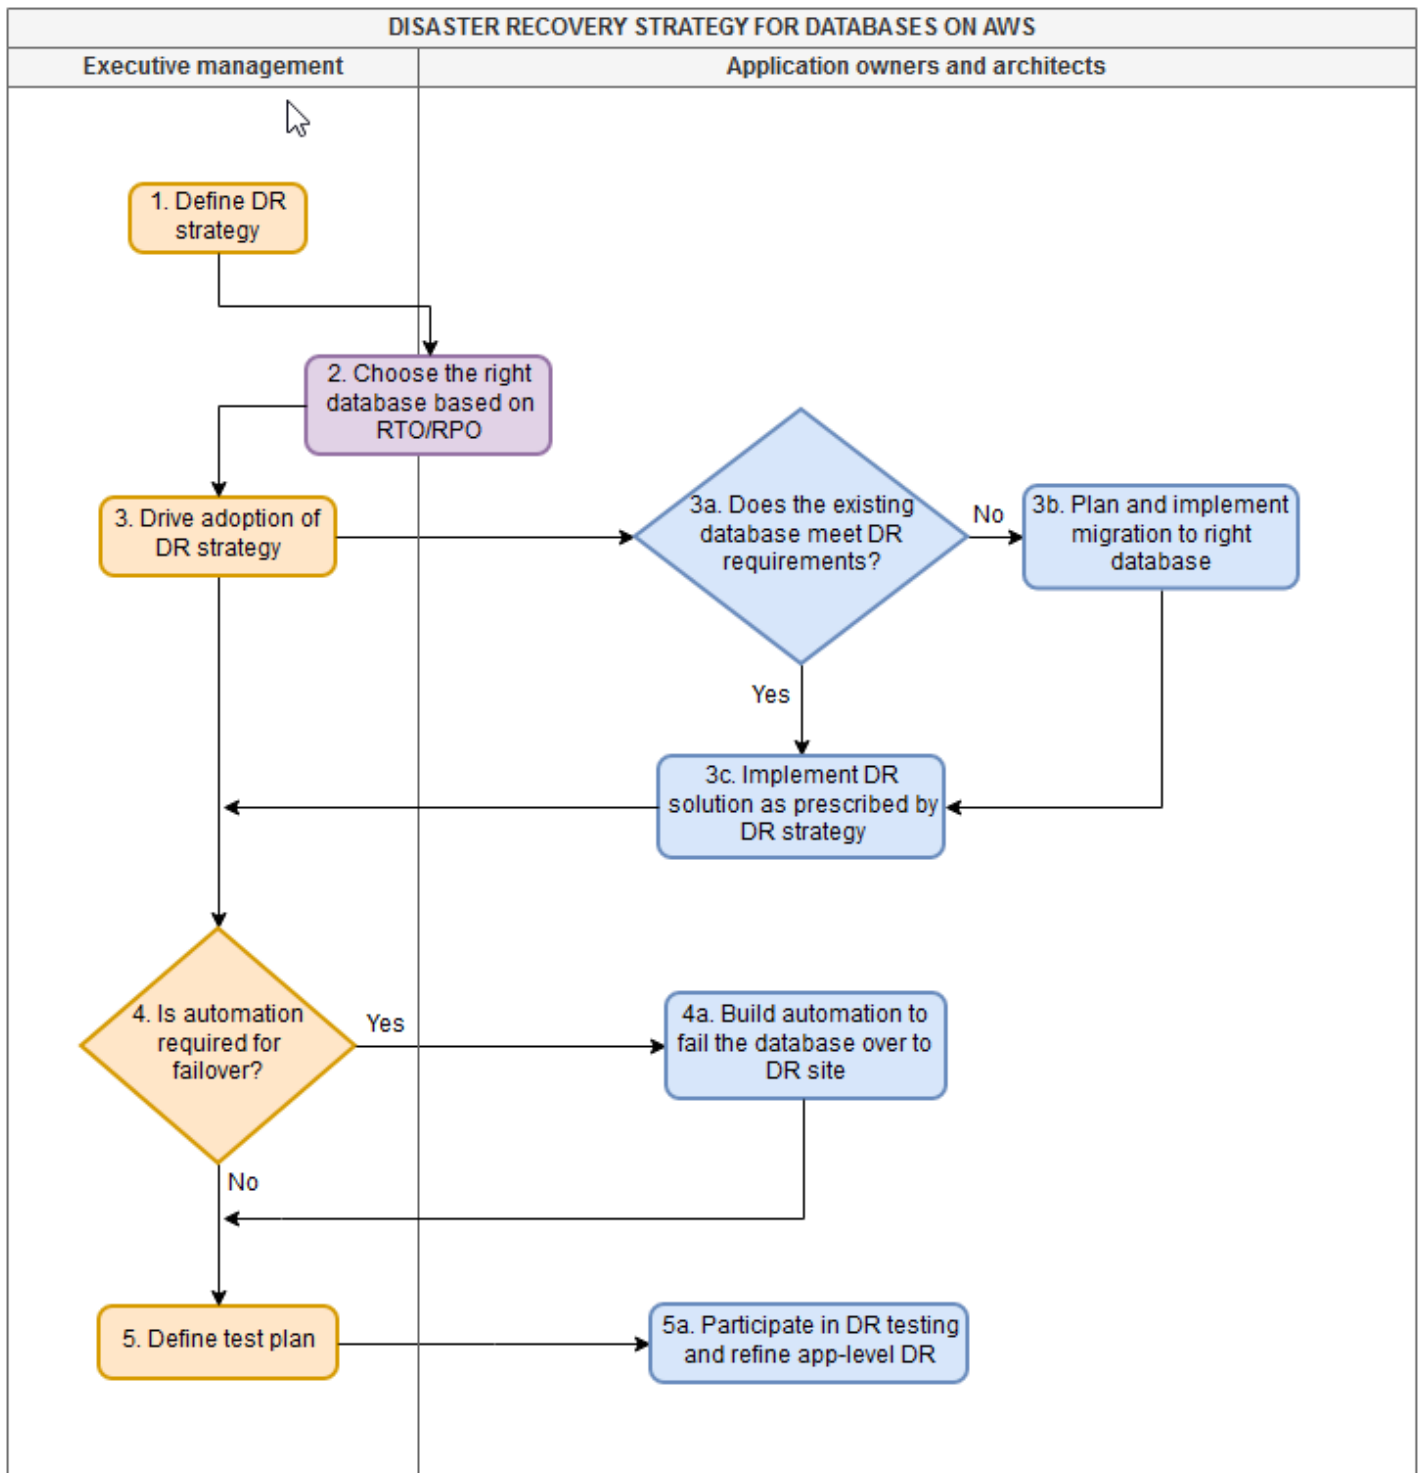 DISASTER RECOVERY STRATEGY FOR DATABASES ON AWS
Executive management
Application owners and architects
1. Define DR
strategy
2. Choose the right
database based on
RTO/RPO
3. Drive adoption of
DR strategy
3a. Does the existing
database meet DR
requirements?
No
3b. Plan and implement
migration to right
database
Yes
3c. Implement DR
solution as prescribed by
DR strategy
4. Is automation
required for
failover?
Yes
4a. Build automation to
fail the database over to
DR site
No
5. Define test plan
5a. Participate in DR testing
and refine app-level DR